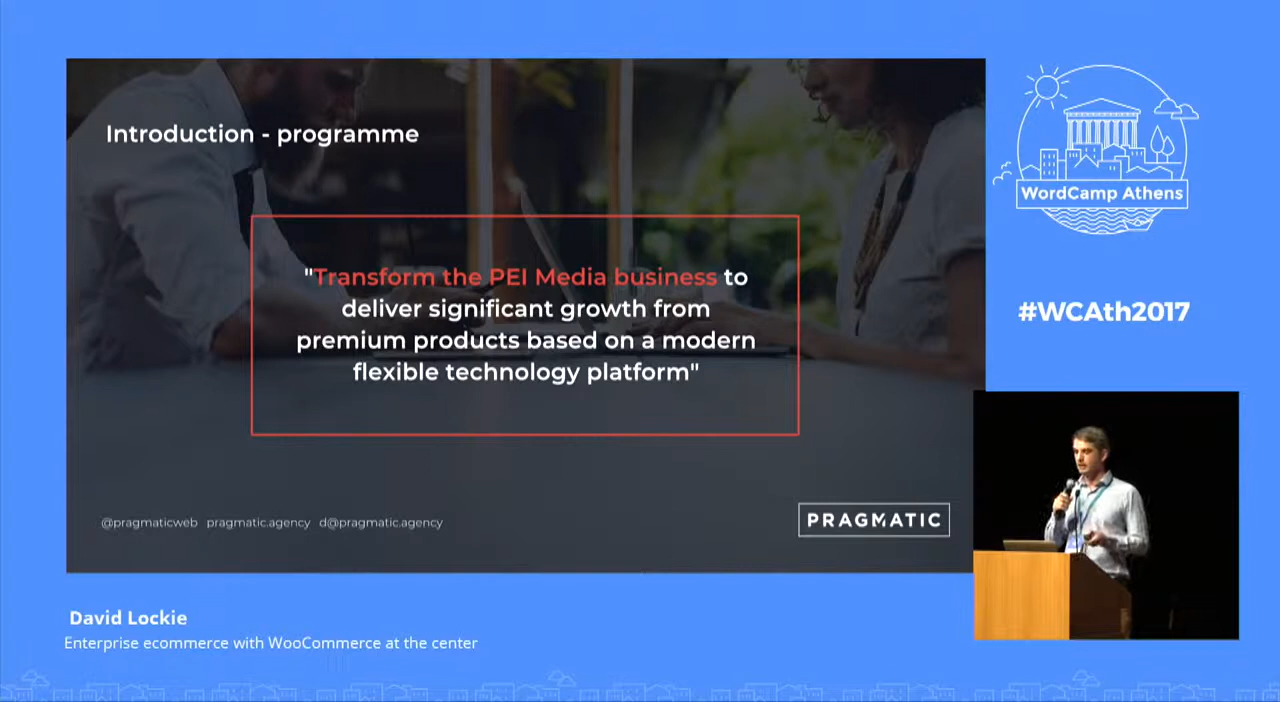 Introduction - programme
"Transform the PEI Media business to
deliver significant growth from
premium products based on a modern
flexible technology platform"
@pragmaticweb pragmatic.agency d@pragmatic.agency
PRAGMATIC
WordCamp Athens
#WCAth2017
David Lockie
Enterprise ecommerce with WooCommerce at the center